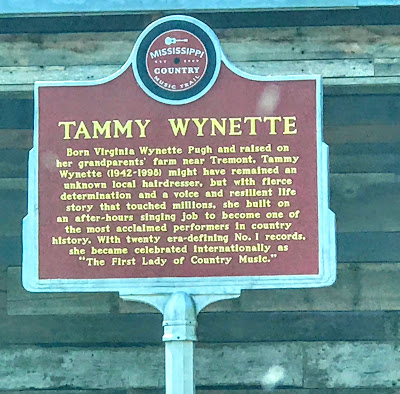 MISSISSIPPI
COUNTRY
MUSIC TRAIL
TAMMY WYNETTE
Born Virginia Wynette Pugh and raised on
her grandparents' farm near Tremont, Tammy
Wynette (1942-1998) might have remained an
unknown local hairdresser, but with fierce
determination and a voice and resilient life
story that touched millions, she built on
an after-hours singing job to become one of
the most acclaimed performers in country
history. With twenty era-defining No. 1 records,
she became celebrated internationally as
"The First Lady of Country Music."